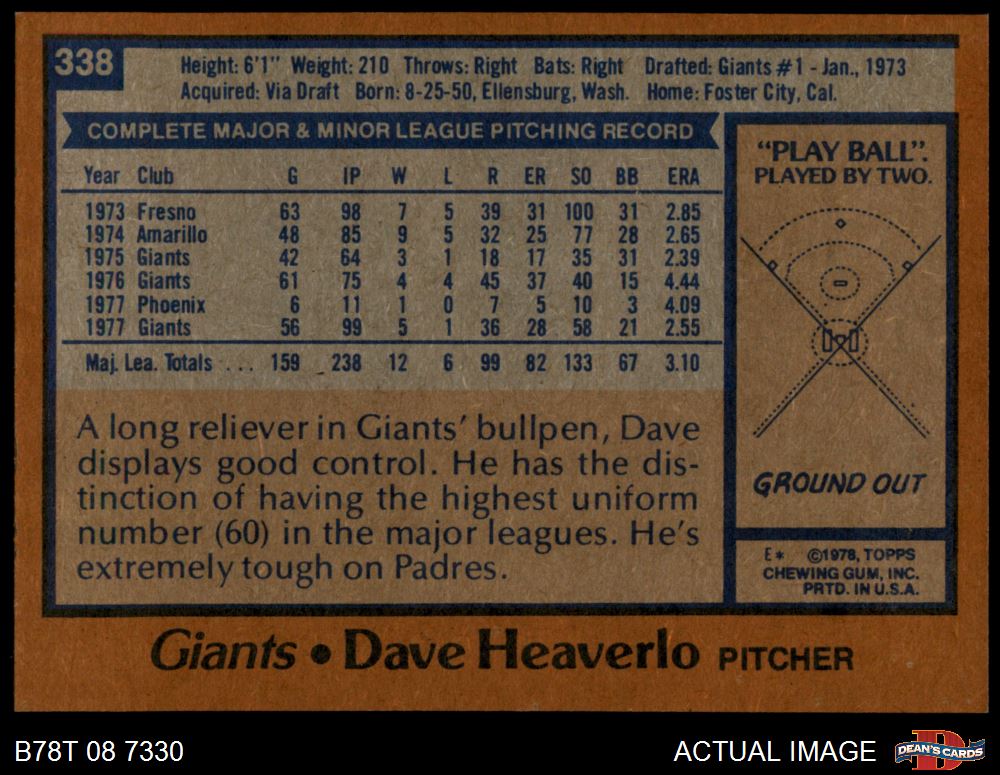 338
Height: 6'1" Weight: 210 Throws: Right Bats: Right Drafted: Giants #1 - Jan., 1973
Acquired: Via Draft Born: 8-25-50, Ellensburg, Wash. Home: Foster City, Cal.
COMPLETE MAJOR & MINOR LEAGUE PITCHING RECORD
Year Club G IP W L R ER SO BB ERA
1973 Fresno 63 98 7 5 39 31 100 31 2.85
1974 Amarillo 48 85 9 5 32 25 77 28 2.65
1975 Giants 42 64 3 1 18 17 35 31 2.39
1976 Giants 61 75 4 4 45 37 40 15 4.44
1977 Phoenix 6 11 1 0 7 5 10 3 4.09
1977 Giants 56 99 5 1 36 28 58 21 2.55
Maj. Lea. Totals ... 159 238 12 6 99 82 133 67 3.10
A long reliever in Giants' bullpen, Dave
displays good control. He has the dis-
tinction of having the highest uniform
number (60) in the major leagues. He's
extremely tough on Padres.
"PLAY BALL".
PLAYED BY TWO.
GROUND OUT
E* ©1978, TOPPS
CHEWING GUM, INC.
PRTD. IN U.S.A.
Giants • Dave Heaverlo PITCHER
B78T 08 7330
ACTUAL IMAGE
DEAN'S CARDS